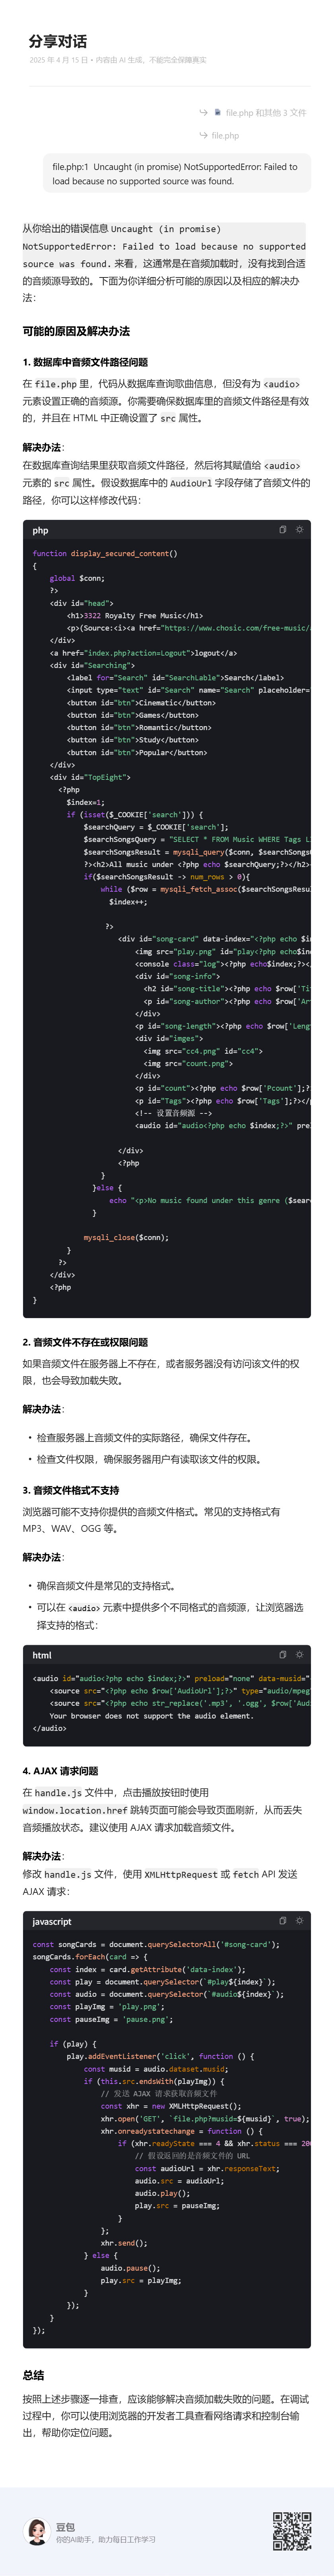 分享对话
2025 年 4 月 15 日 • 内容由 AI 生成，不能完全保障真实
file.php 和其他 3 文件
file.php
file.php:1  Uncaught (in promise) NotSupportedError: Failed to
load because no supported source was found.
从你给出的错误信息 Uncaught (in promise)
NotSupportedError: Failed to load because no supported
source was found. 来看，这通常是在音频加载时，没有找到合适
的音频源导致的。下面为你详细分析可能的原因以及相应的解决办
法：
可能的原因及解决办法
1. 数据库中音频文件路径问题
在 file.php 里，代码从数据库查询歌曲信息，但没有为 <audio>
元素设置正确的音频源。你需要确保数据库里的音频文件路径是有效
的，并且在 HTML 中正确设置了 src 属性。
解决办法：
在数据库查询结果里获取音频文件路径，然后将其赋值给 <audio>
元素的 src 属性。假设数据库中的 AudioUrl 字段存储了音频文件的
路径，你可以这样修改代码：
php
function display_secured_content()
{
    global $conn;
    ?>
    <div id="head">
        <h1>3322 Royalty Free Music</h1>
        <p>(Source:<i><a href="https://www.chosic.com/free-music/
    </div>
    <a href="index.php?action=Logout">logout</a>
    <div id="Searching">
        <label for="Search" id="SearchLable">Search</label>
        <input type="text" id="Search" name="Search" placeholder=
        <button id="btn">Cinematic</button>
        <button id="btn">Games</button>
        <button id="btn">Romantic</button>
        <button id="btn">Study</button>
        <button id="btn">Popular</button>
    </div>
    <div id="TopEight">
      <?php
        $index=1;
        if (isset($_COOKIE['search'])) {
            $searchQuery = $_COOKIE['search'];
            $searchSongsQuery = "SELECT * FROM Music WHERE Tags L
            $searchSongsResult = mysqli_query($conn, $searchSongs
            ?><h2>All music under <?php echo $searchQuery;?></h2>
            if($searchSongsResult -> num_rows > 0){
                while ($row = mysqli_fetch_assoc($searchSongsResu
                  $index++;
                 ?>
                    <div id="song-card" data-index="<?php echo $in
                        <img src="play.png" id="play<?php echo$in
                        <console class="log"><?php echo$index;?><
                        <div id="song-info">
                          <h2 id="song-title"><?php echo $row['Ti
                          <p id="song-author"><?php echo $row['Ar
                        </div>
                        <p id="song-length"><?php echo $row['Leng
                        <div id="imges">
                          <img src="cc4.png" id="cc4">
                          <img src="count.png">
                        </div>
                        <p id="count"><?php echo $row['Pcount'];?
                        <p id="Tags"><?php echo $row['Tags'];?></
                        <!-- 设置音频源 -->
                        <audio id="audio<?php echo $index;?>" pre
                    </div>
                    <?php
                }
              }else {
                  echo "<p>No music found under this genre ($sear
              }
            mysqli_close($conn);
        }
      ?>
    </div>
    <?php
}
2. 音频文件不存在或权限问题
如果音频文件在服务器上不存在，或者服务器没有访问该文件的权
限，也会导致加载失败。
解决办法：
• 检查服务器上音频文件的实际路径，确保文件存在。
• 检查文件权限，确保服务器用户有读取该文件的权限。
3. 音频文件格式不支持
浏览器可能不支持你提供的音频文件格式。常见的支持格式有
MP3、WAV、OGG 等。
解决办法：
• 确保音频文件是常见的支持格式。
• 可以在 <audio> 元素中提供多个不同格式的音频源，让浏览器选
择支持的格式：
html
<audio id="audio<?php echo $index;?>" preload="none" data-musid="
    <source src="<?php echo $row['AudioUrl'];?>" type="audio/mpeg
    <source src="<?php echo str_replace('.mp3', '.ogg', $row['Aud
    Your browser does not support the audio element.
</audio>
4. AJAX 请求问题
在 handle.js 文件中，点击播放按钮时使用
window.location.href 跳转页面可能会导致页面刷新，从而丢失
音频播放状态。建议使用 AJAX 请求加载音频文件。
解决办法：
修改 handle.js 文件，使用 XMLHttpRequest 或 fetch API 发送
AJAX 请求：
javascript
const songCards = document.querySelectorAll('#song-card');
songCards.forEach(card => {
    const index = card.getAttribute('data-index');
    const play = document.querySelector(`#play${index}`);
    const audio = document.querySelector(`#audio${index}`);
    const playImg = 'play.png';
    const pauseImg = 'pause.png';
    if (play) {
        play.addEventListener('click', function () {
            const musid = audio.dataset.musid;
            if (this.src.endsWith(playImg)) {
                // 发送 AJAX 请求获取音频文件
                const xhr = new XMLHttpRequest();
                xhr.open('GET', `file.php?musid=${musid}`, true);
                xhr.onreadystatechange = function () {
                    if (xhr.readyState === 4 && xhr.status === 20
                        // 假设返回的是音频文件的 URL
                        const audioUrl = xhr.responseText;
                        audio.src = audioUrl;
                        audio.play();
                        play.src = pauseImg;
                    }
                };
                xhr.send();
            } else {
                audio.pause();
                play.src = playImg;
            }
        });
    }
});
总结
按照上述步骤逐一排查，应该能够解决音频加载失败的问题。在调试
过程中，你可以使用浏览器的开发者工具查看网络请求和控制台输
出，帮助你定位问题。
豆包
你的AI助手，助力每日工作学习